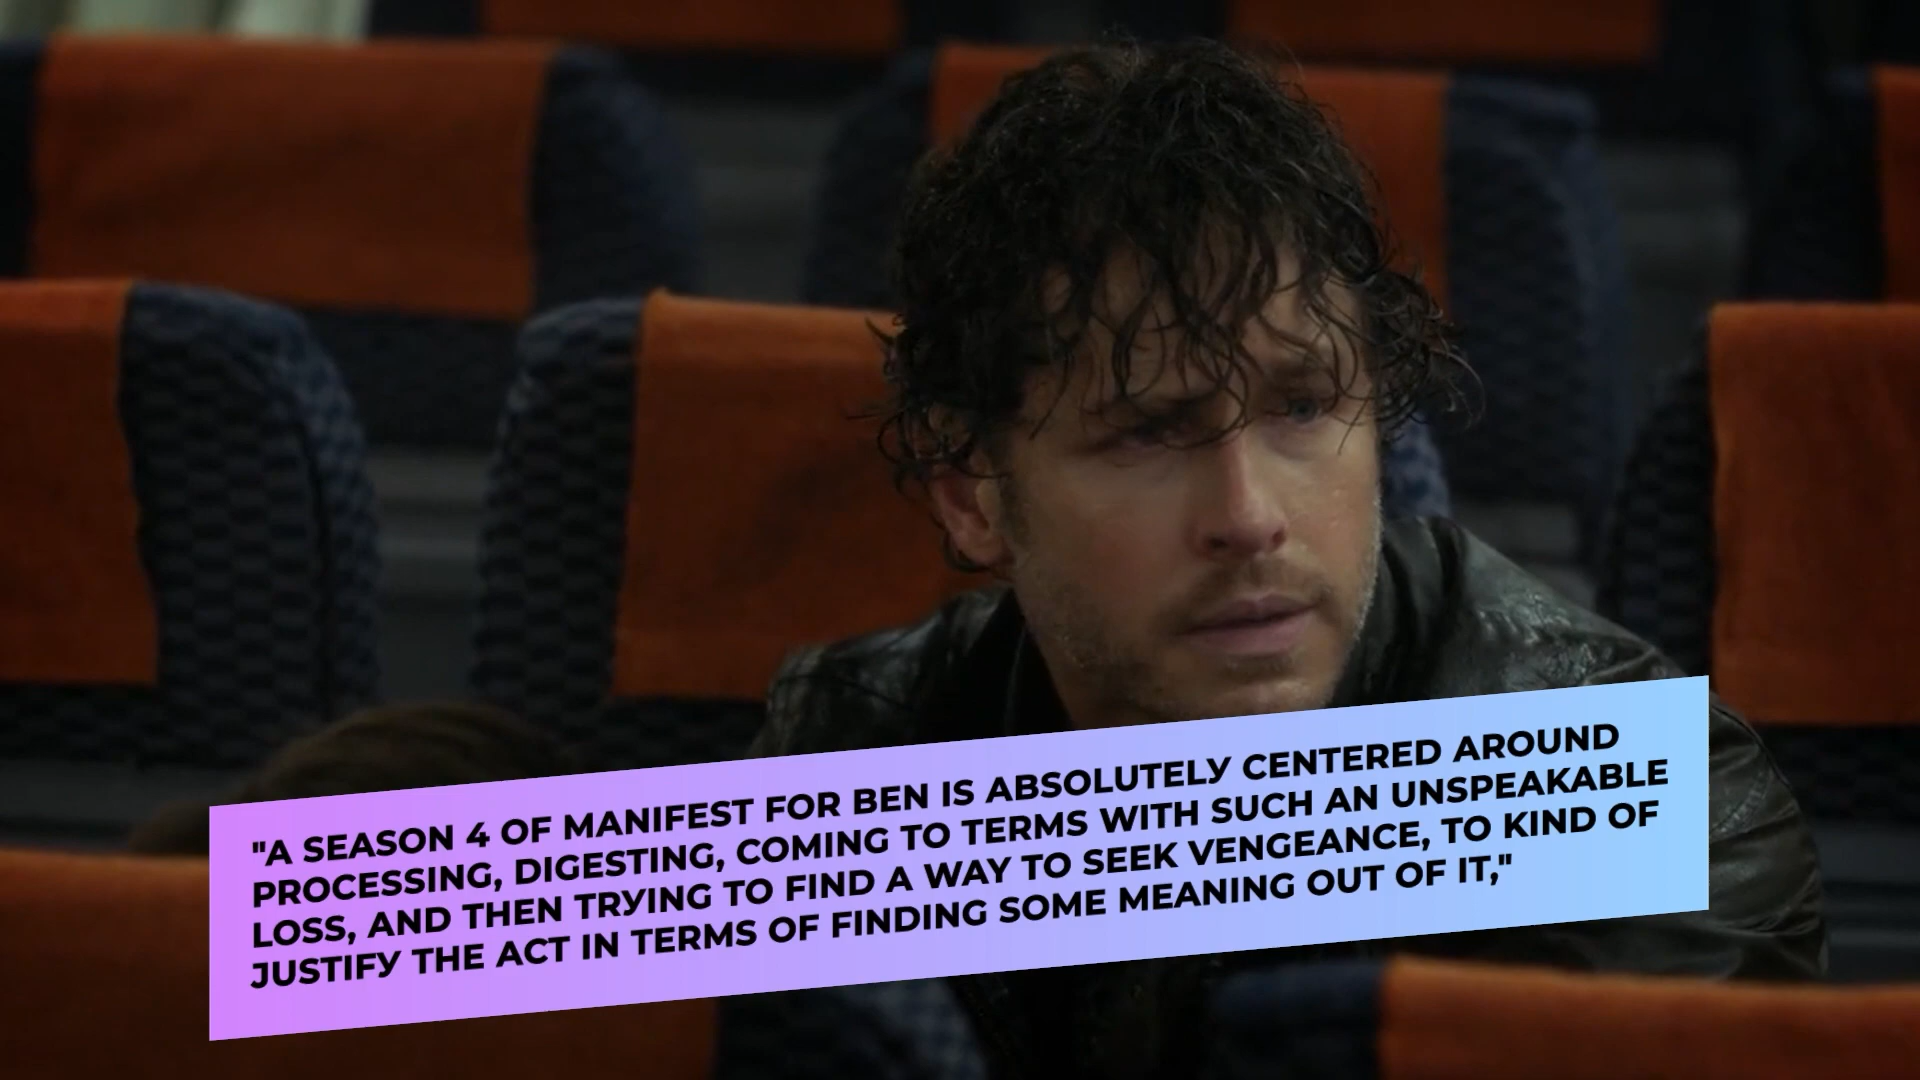 "A SEASON 4 OF MANIFEST FOR BEN IS ABSOLUTELY CENTERED AROUND
PROCESSING, DIGESTING, COMING TO TERMS WITH SUCH AN UNSPEAKABLE
LOSS, AND THEN TRYING TO FIND A WAY TO SEEK VENGEANCE, TO KIND OF
JUSTIFY THE ACT IN TERMS OF FINDING SOME MEANING OUT OF IT,"